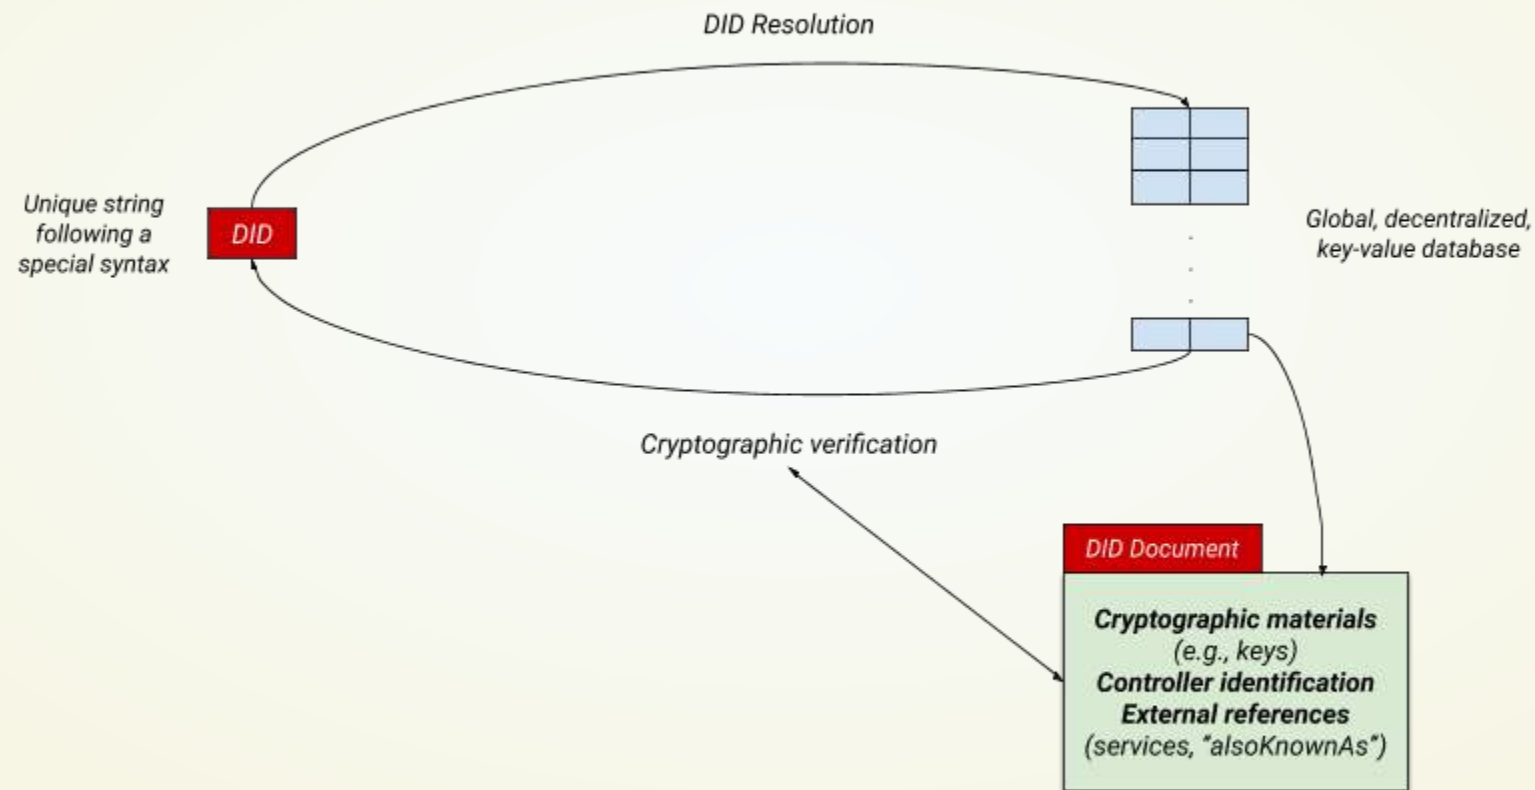 DID Resolution
Unique string
following a
special syntax
DID
Global, decentralized,
key-value database
Cryptographic verification
DID Document
Cryptographic materials
(e.g., keys)
Controller identification
External references
(services, “alsoKnownAs”)